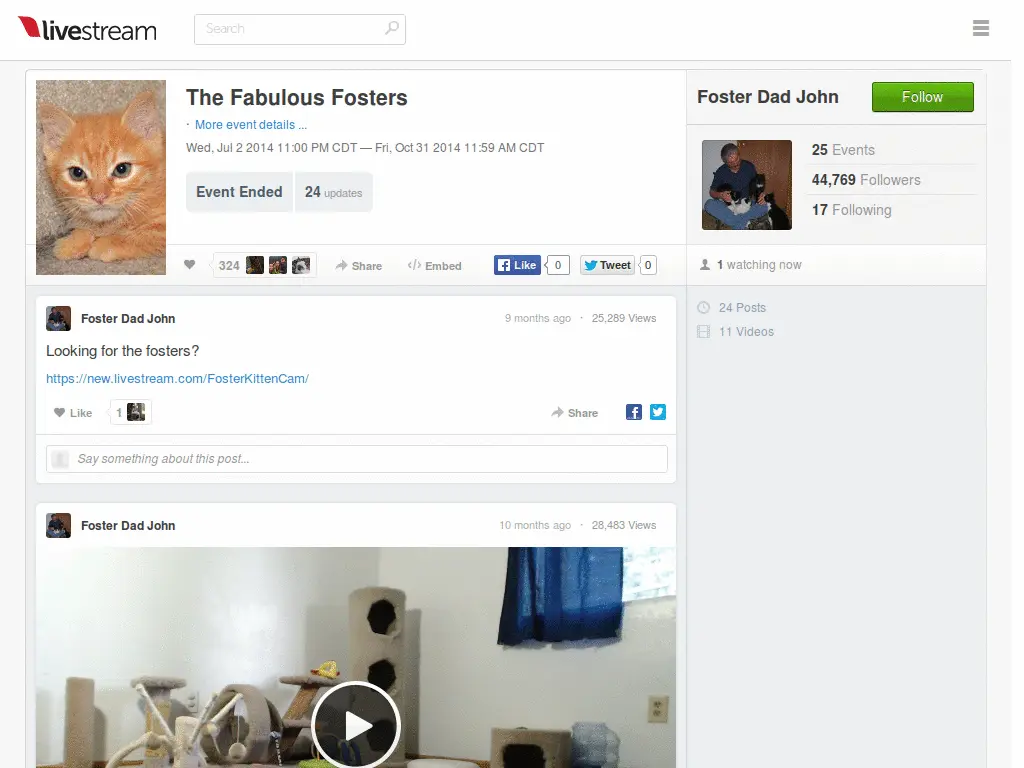 livestream
Search
The Fabulous Fosters
· More event details ...
Wed, Jul 2 2014 11:00 PM CDT — Fri, Oct 31 2014 11:59 AM CDT
Event Ended
24 updates
324
Share
Embed
Like
0
Tweet
0
Foster Dad John
Follow
25 Events
44,769 Followers
17 Following
1 watching now
24 Posts
11 Videos
Foster Dad John
9 months ago · 25,289 Views
Looking for the fosters?
https://new.livestream.com/FosterKittenCam/
Like
1
Share
Say something about this post...
Foster Dad John
10 months ago · 28,483 Views